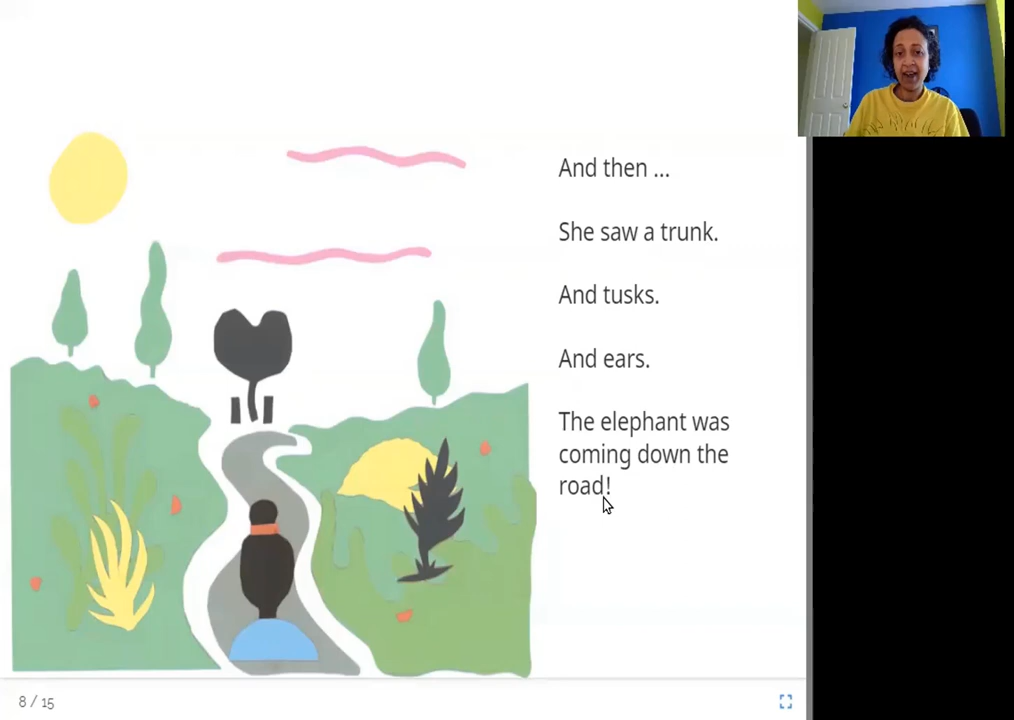 And then ...
She saw a trunk.
And tusks.
And ears.
The elephant was
coming down the
road!
8 / 15